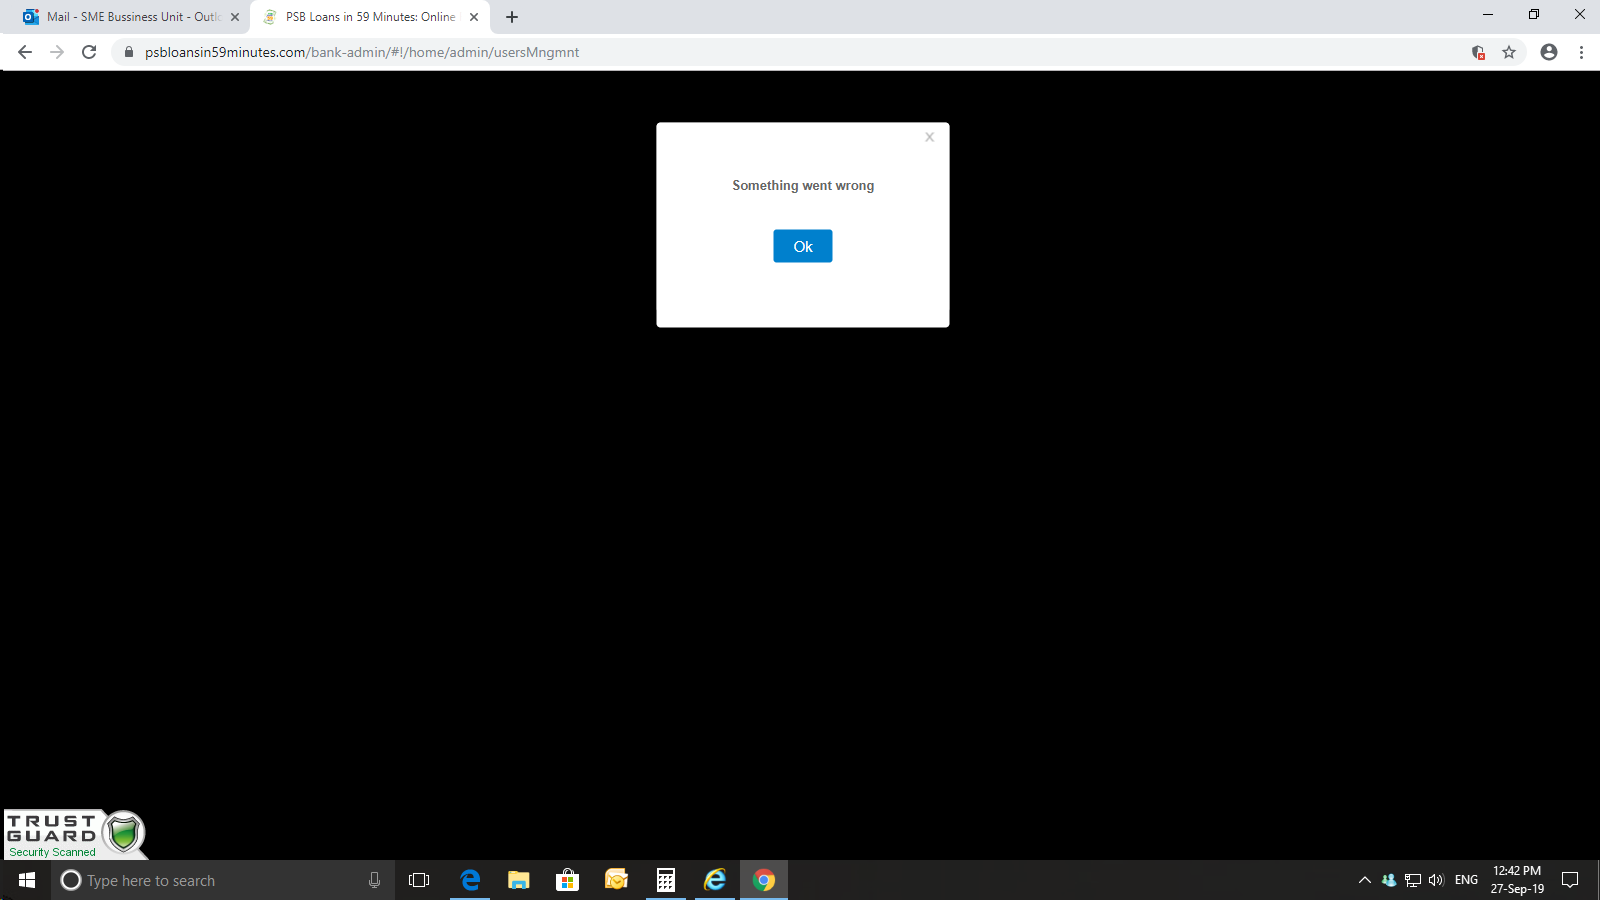 Mail - SME Bussiness Unit - Outl
PSB Loans in 59 Minutes: Online
psbloansin59minutes.com/bank-admin/#!/home/admin/usersMngmnt
X
Something went wrong
Ok
TRUST
GUARD
Security Scanned
Type here to search
ENG
12:42 PM
27-Sep-19